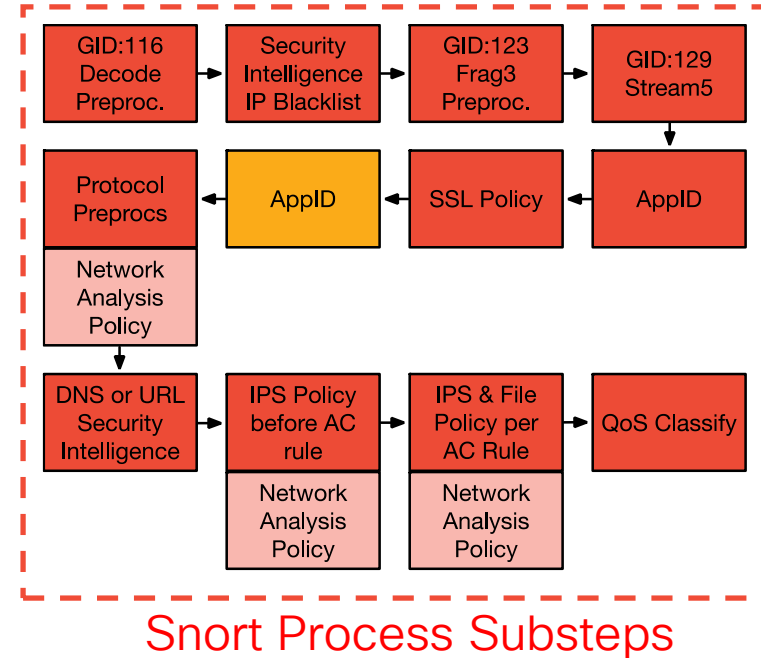 GID:116
Decode
Preproc.
Security
Intelligence
IP Blacklist
GID:123
Frag3
Preproc.
GID:129
Stream5
Protocol
Preprocs
AppID
SSL Policy
AppID
Network
Analysis
Policy
DNS or URL
Security
Intelligence
IPS Policy
before AC
rule
IPS & File
Policy per
AC Rule
QoS Classify
Network
Analysis
Policy
Network
Analysis
Policy
Snort Process Substeps